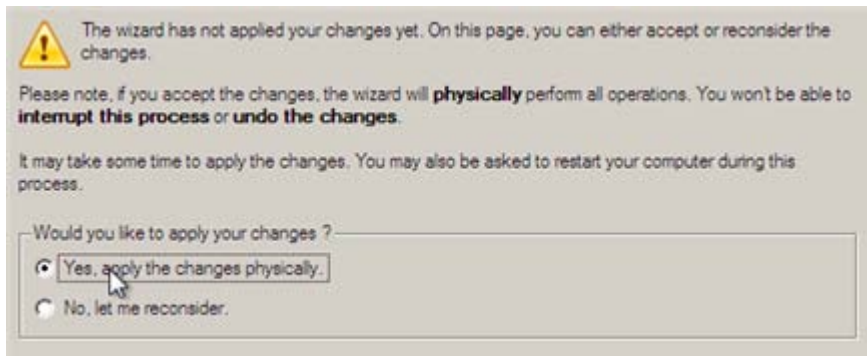 The wizard has not applied your changes yet. On this page, you can either accept or reconsider the
changes.
Please note, if you accept the changes, the wizard will physically perform all operations. You won't be able to
interrupt this process or undo the changes.
It may take some time to apply the changes. You may also be asked to restart your computer during this
process.
Would you like to apply your changes ?
Yes, apply the changes physically.
No, let me reconsider.